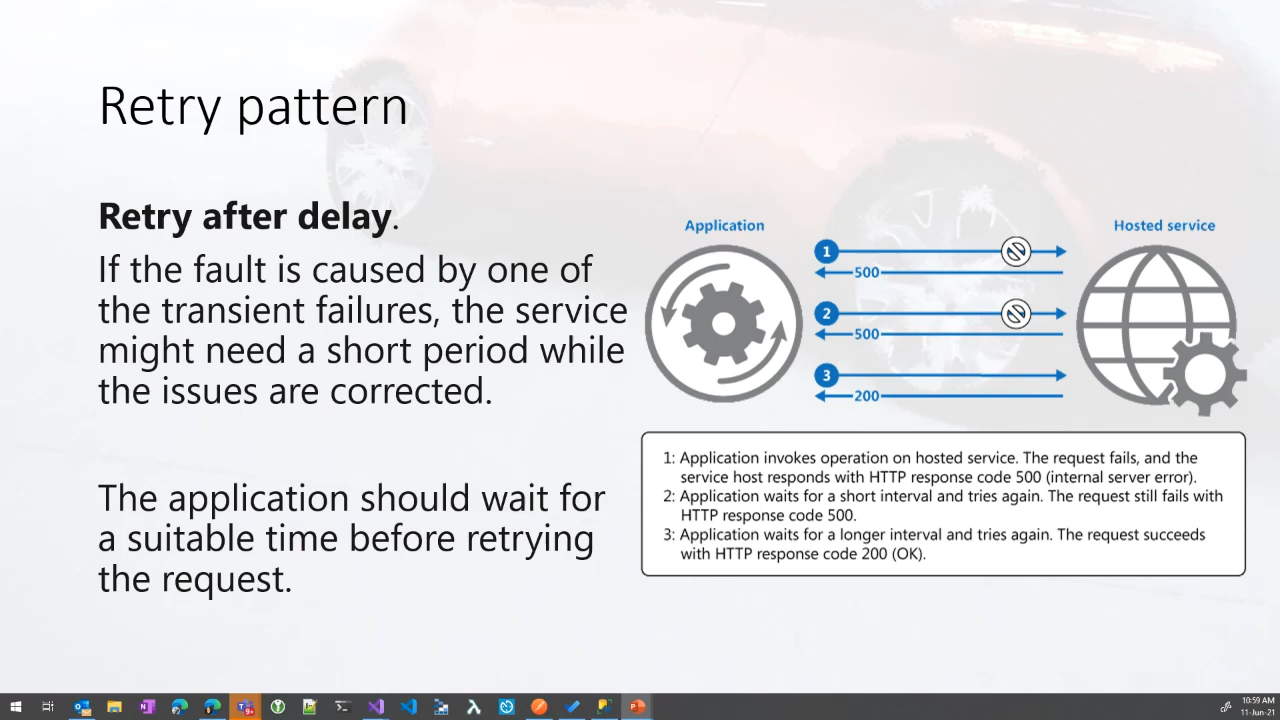 Retry pattern
Retry after delay.
If the fault is caused by one of
the transient failures, the service
might need a short period while
the issues are corrected.
The application should wait for
a suitable time before retrying
the request.
Application
Hosted service
1
500
2
500
3
200
1: Application invokes operation on hosted service. The request fails, and the
service host responds with HTTP response code 500 (internal server error).
2: Application waits for a short interval and tries again. The request still fails with
HTTP response code 500.
3: Application waits for a longer interval and tries again. The request succeeds
with HTTP response code 200 (OK).
10:59 AM
11-Jun-21